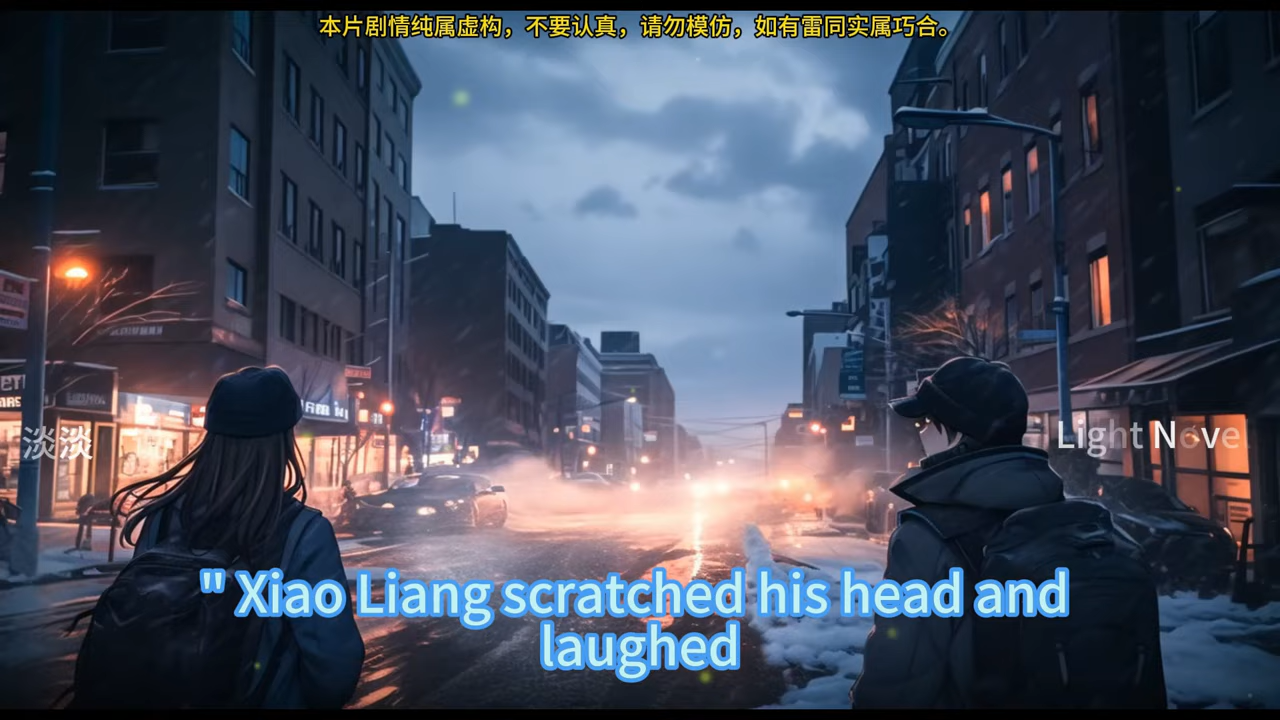 本片剧情纯属虚构，不要认真，请勿模仿，如有雷同实属巧合。
淡淡
Light Novel
" Xiao Liang scratched his head and
laughed